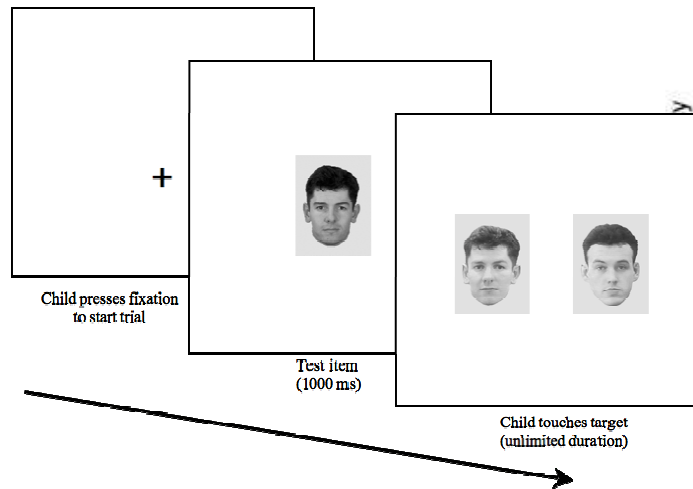 +
y
Child presses fixation
to start trial
Test item
(1000 ms)
Child touches target
(unlimited duration)